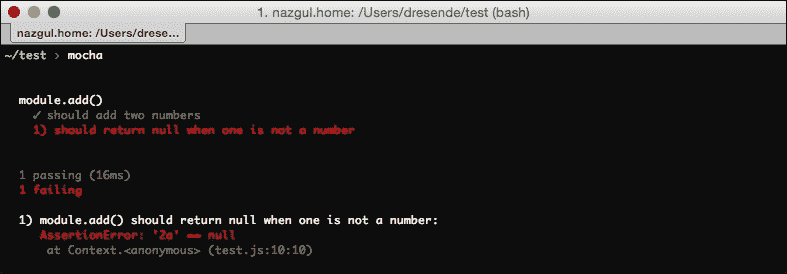 1. nazgul.home: /Users/dresende/test (bash)
nazgul.home: /Users/drese...
~/test › mocha
module.add()
✓ should add two numbers
1) should return null when one is not a number
1 passing (16ms)
1 failing
1) module.add() should return null when one is not a number:
AssertionError: '2a' == null
at Context.<anonymous> (test.js:10:10)